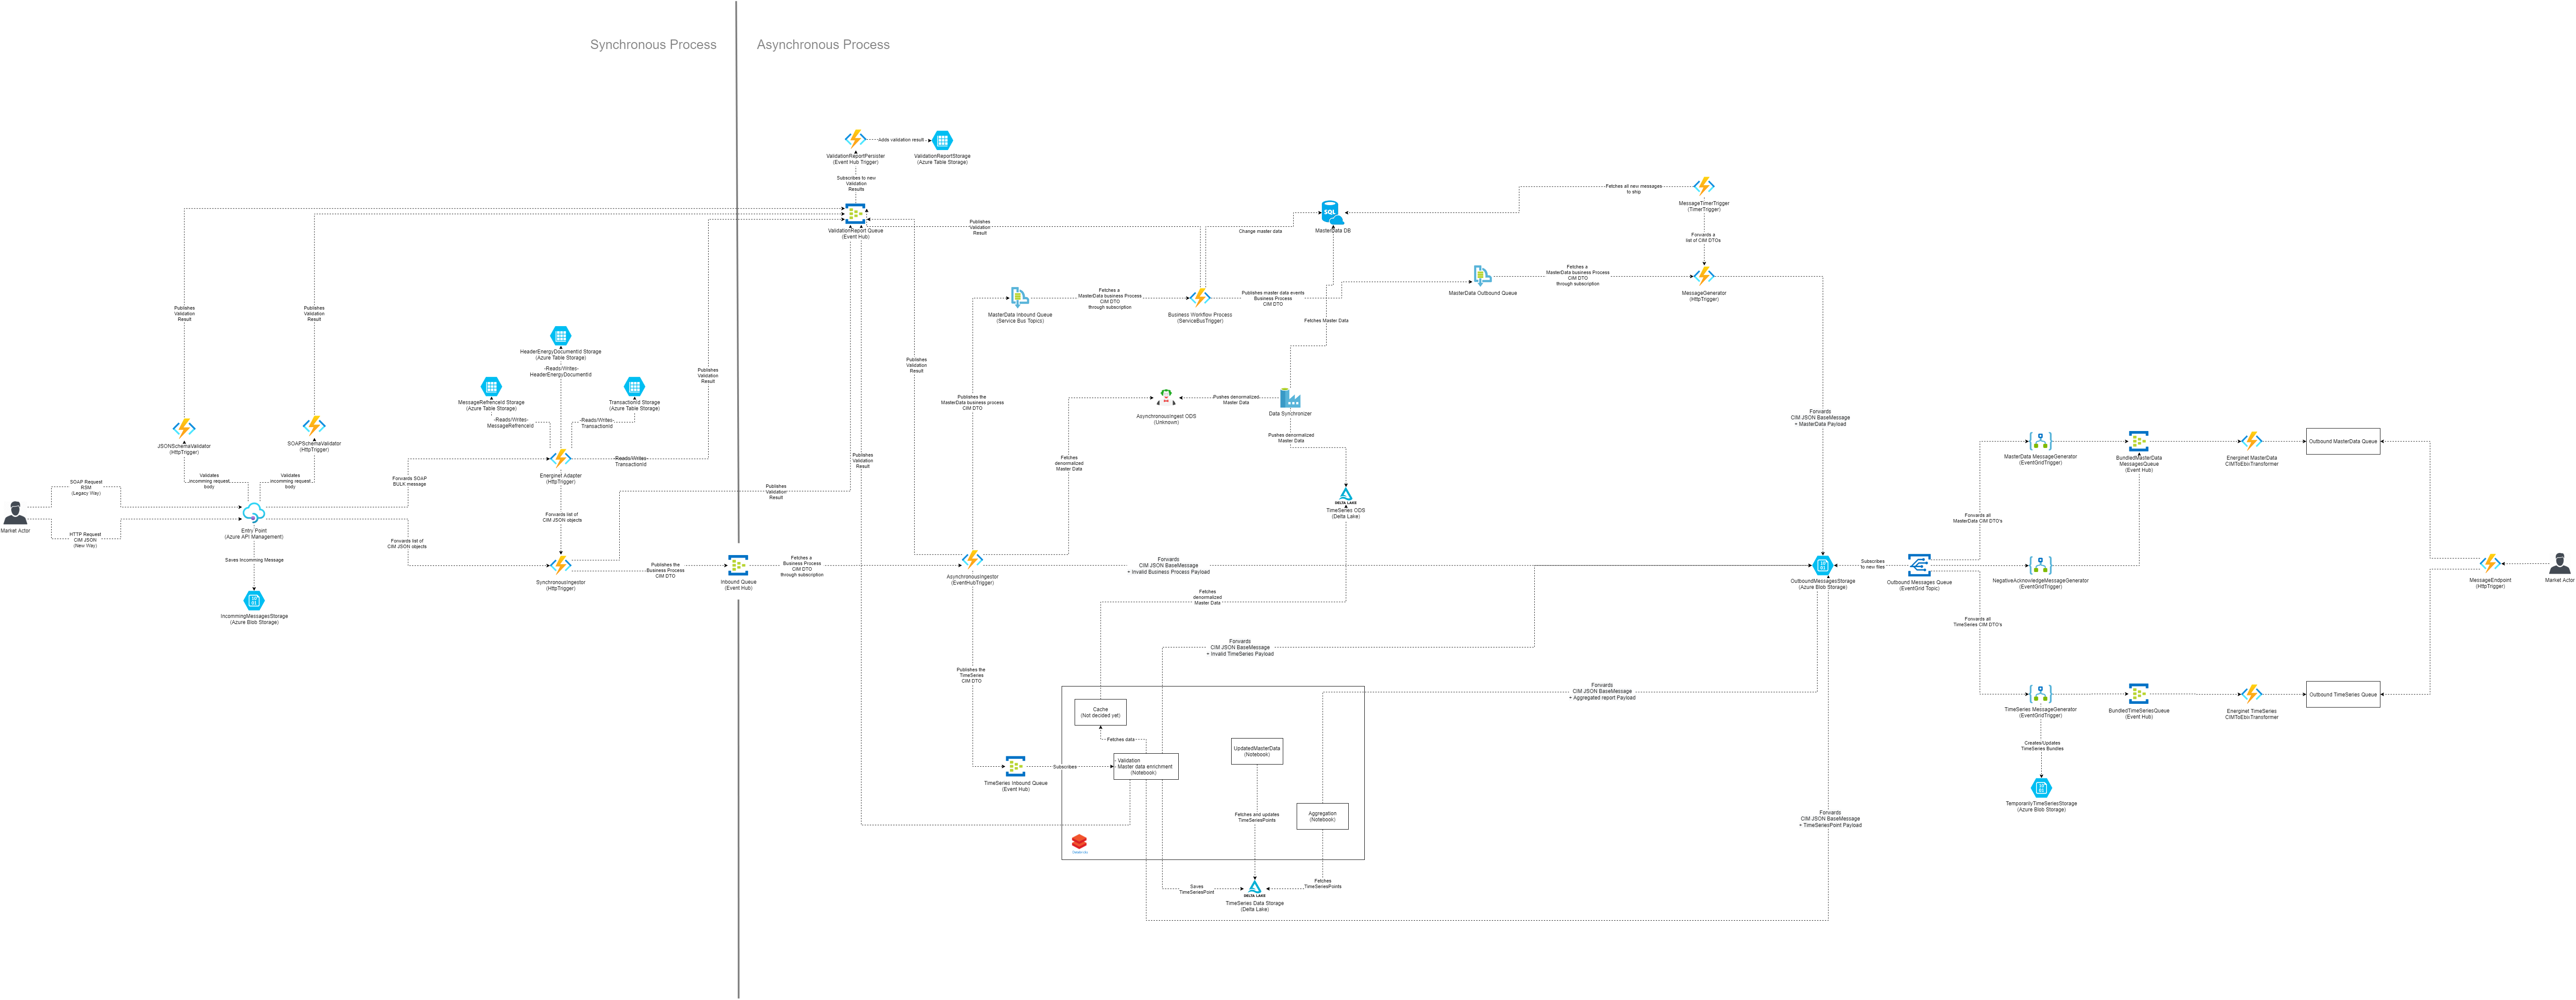 Synchronous Process
Asynchronous Process
Adds validation result
ValidationReportPersister
(Event Hub Trigger)
ValidationReportStorage
(Azure Table Storage)
Subscribes to new
Validation
Results
ValidationReport Queue
(Event Hub)
Publishes
Validation
Result
Change master data
MasterData DB
Fetches all new messages
to ship
MessageTimerTrigger
(TimerTrigger)
Forwards a
list of CIM DTOs
Fetches a
MasterData business Process
CIM DTO
through subscription
MessageGenerator
(HttpTrigger)
MasterData Outbound Queue
Publishes master data events
Business Process
CIM DTO
Business Workflow Process
(ServiceBusTrigger)
Fetches a
MasterData business Process
CIM DTO
through subscription
MasterData Inbound Queue
(Service Bus Topics)
Fetches Master Data
Publishes
Validation
Result
Publishes
Validation
Result
HeaderEnergyDocumentId Storage
(Azure Table Storage)
-Reads/Writes-
HeaderEnergyDocumentId
MessageRefrenceId Storage
(Azure Table Storage)
-Reads/Writes-
MessageRefrenceId
TransactionId Storage
(Azure Table Storage)
-Reads/Writes-
TransactionId
Publishes
Validation
Result
Publishes
Validation
Result
Publishes the
MasterData business process
CIM DTO
AsynchronousIngest ODS
(Unknown)
Pushes denormalized
Master Data
Data Synchronizer
Pushes denormalized
Master Data
Forwards
CIM JSON BaseMessage
+ MasterData Payload
JSONSchemaValidator
(HttpTrigger)
SOAPSchemaValidator
(HttpTrigger)
Validates
incomming request
body
Validates
incomming request
body
-Reads/Writes-
TransactionId
Energinet Adapter
(HttpTrigger)
Forwards SOAP
BULK message
SOAP Request
RSM
(Legacy Way)
Market Actor
HTTP Request
CIM JSON
(New Way)
Entry Point
(Azure API Management)
Saves Incomming Message
IncommingMessagesStorage
(Azure Blob Storage)
Forwards list of
CIM JSON objects
Forwards list of
CIM JSON objects
SynchronousIngestor
(HttpTrigger)
Publishes the
Business Process
CIM DTO
Publishes
Validation
Result
Publishes
Validation
Result
Inbound Queue
(Event Hub)
Fetches a
Business Process
CIM DTO
through subscription
AsynchronousIngestor
(EventHubTrigger)
Fetches
denormalized
Master Data
TimeSeries ODS
(Delta Lake)
DELTA LAKE
Forwards
CIM JSON BaseMessage
+ Invalid Business Process Payload
Fetches
denormalized
Master Data
Forwards
CIM JSON BaseMessage
+ Invalid TimeSeries Payload
Publishes the
TimeSeries
CIM DTO
TimeSeries Inbound Queue
(Event Hub)
Subscribes
Cache
(Not decided yet)
Fetches data
- Validation
- Master data enrichment
(Notebook)
UpdatedMasterData
(Notebook)
Fetches and updates
TimeSeriesPoints
Aggregation
(Notebook)
Forwards
CIM JSON BaseMessage
+ Aggregated report Payload
Saves
TimeSeriesPoint
Fetches
TimeSeriesPoints
DELTA LAKE
TimeSeries Data Storage
(Delta Lake)
Forwards
CIM JSON BaseMessage
+ TimeSeriesPoint Payload
OutboundMessagesStorage
(Azure Blob Storage)
Subscribes
to new files
Outbound Messages Queue
(EventGrid Topic)
Forwards all
MasterData CIM DTO's
Forwards all
TimeSeries CIM DTO's
MasterData MessageGenerator
(EventGridTrigger)
BundledMasterData
MessagesQueue
(Event Hub)
Energinet MasterData
CIMToEbixTransformer
Outbound MasterData Queue
NegativeAcknowledgeMessageGenerator
(EventGridTrigger)
MessageEndpoint
(HttpTrigger)
Market Actor
TimeSeries MessageGenerator
(EventGridTrigger)
BundledTimeSeriesQueue
(Event Hub)
Energinet TimeSeries
CIMToEbixTransformer
Outbound TimeSeries Queue
Creates/Updates
TimeSeries Bundles
TemporarilyTimeSeriesStorage
(Azure Blob Storage)